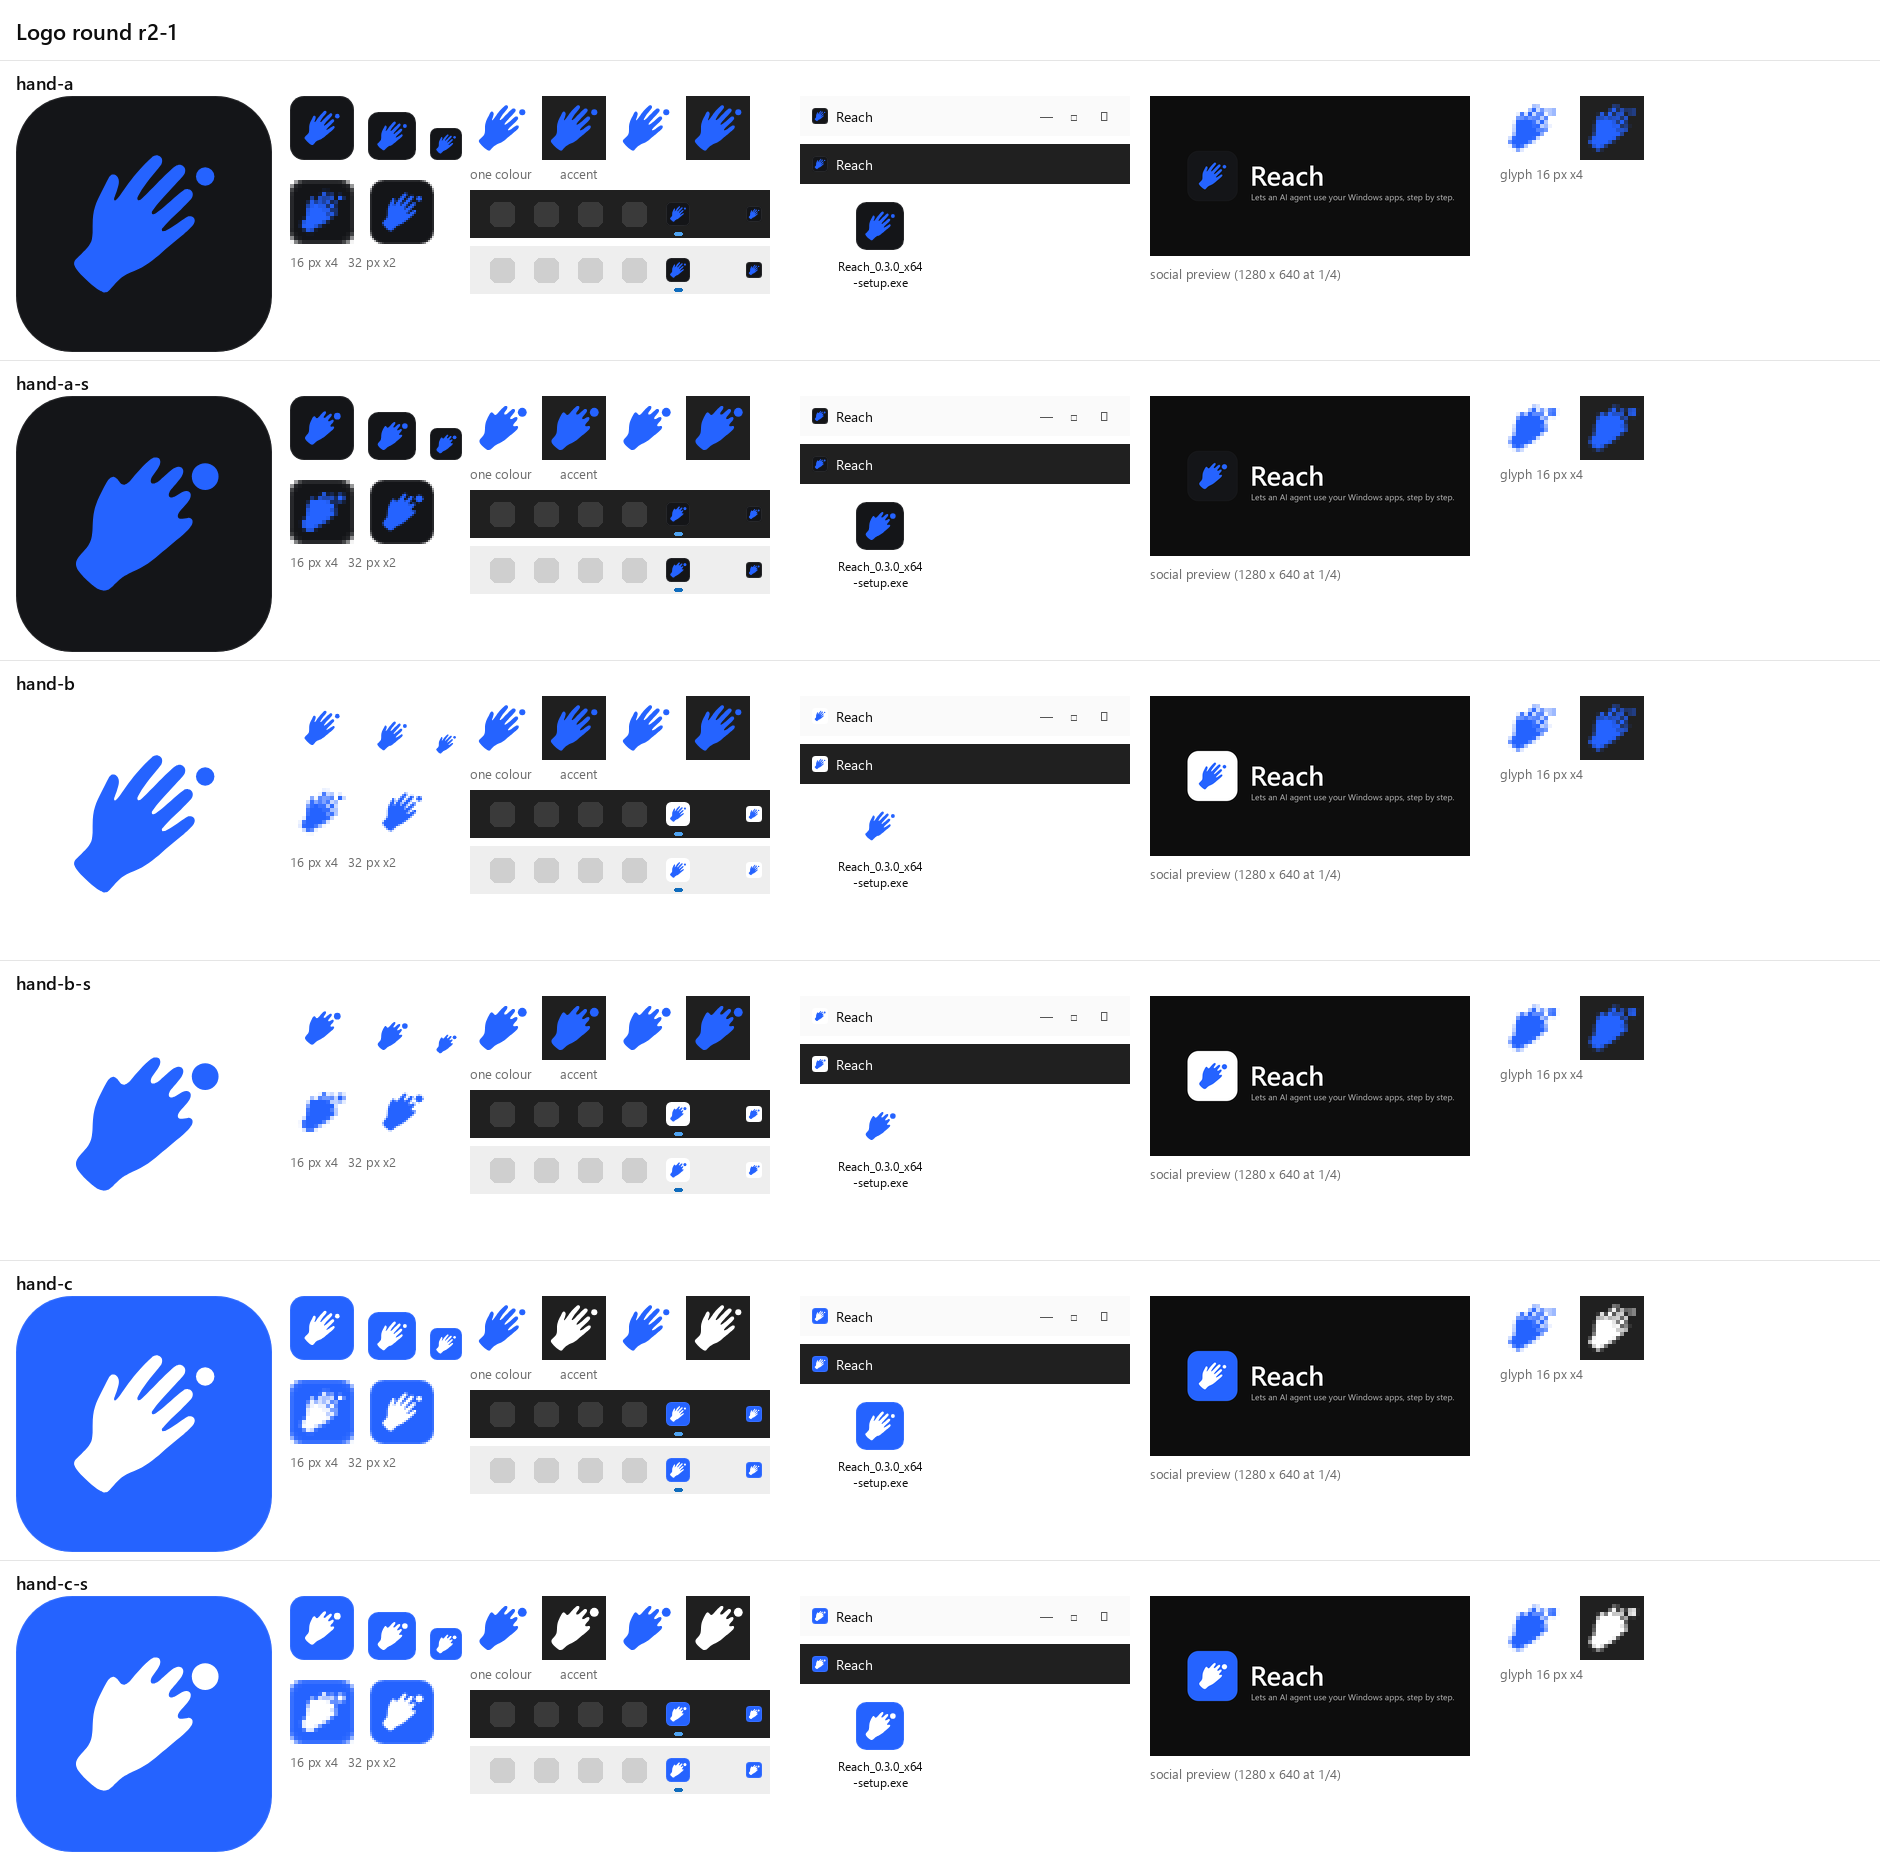 Logo round r2-1
hand-a
Reach
one colour accent
Reach
16 px x4 32 px x2
Reach_0.3.0_x64
-setup.exe
Reach
Lets an AI agent use your Windows apps, step by step.
social preview (1280 x 640 at 1/4)
glyph 16 px x4
hand-a-s
Reach
one colour accent
Reach
16 px x4 32 px x2
Reach_0.3.0_x64
-setup.exe
Reach
Lets an AI agent use your Windows apps, step by step.
social preview (1280 x 640 at 1/4)
glyph 16 px x4
hand-b
Reach
one colour accent
Reach
16 px x4 32 px x2
Reach_0.3.0_x64
-setup.exe
Reach
Lets an AI agent use your Windows apps, step by step.
social preview (1280 x 640 at 1/4)
glyph 16 px x4
hand-b-s
Reach
one colour accent
Reach
16 px x4 32 px x2
Reach_0.3.0_x64
-setup.exe
Reach
Lets an AI agent use your Windows apps, step by step.
social preview (1280 x 640 at 1/4)
glyph 16 px x4
hand-c
Reach
one colour accent
Reach
16 px x4 32 px x2
Reach_0.3.0_x64
-setup.exe
Reach
Lets an AI agent use your Windows apps, step by step.
social preview (1280 x 640 at 1/4)
glyph 16 px x4
hand-c-s
Reach
one colour accent
Reach
16 px x4 32 px x2
Reach_0.3.0_x64
-setup.exe
Reach
Lets an AI agent use your Windows apps, step by step.
social preview (1280 x 640 at 1/4)
glyph 16 px x4